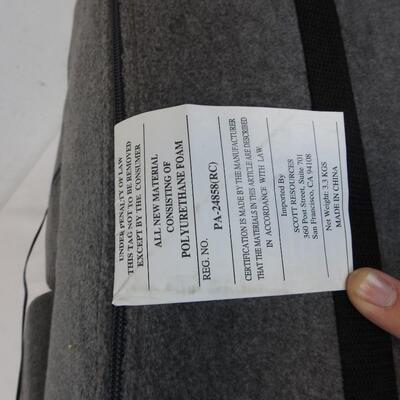 UNDER PENALTY OF LAW
THIS TAG NOT TO BE REMOVED
EXCEPT BY THE CONSUMER
ALL NEW MATERIAL
CONSISTING OF
POLYURETHANE FOAM
REG. NO. PA-24858(RC)
CERTIFICATION IS MADE BY THE MANUFACTURER
THAT THE MATERIALS IN THIS ARTICLE ARE DESCRIBED
IN ACCORDANCE WITH LAW.
Imported By
SCOTT RESOURCES
360 Post Street, Suite 701
San Francisco, CA 94108
Net Weight: 3.3 KGS
MADE IN CHINA